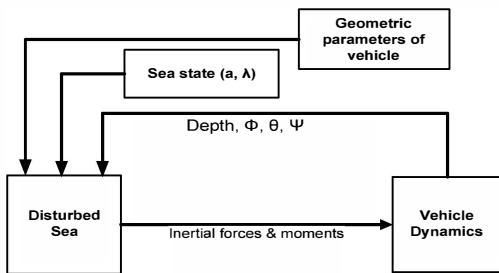 Geometric
parameters of
vehicle
Sea state (a, λ)
Depth, Φ, θ, Ψ
Disturbed
Sea
Inertial forces & moments
Vehicle
Dynamics